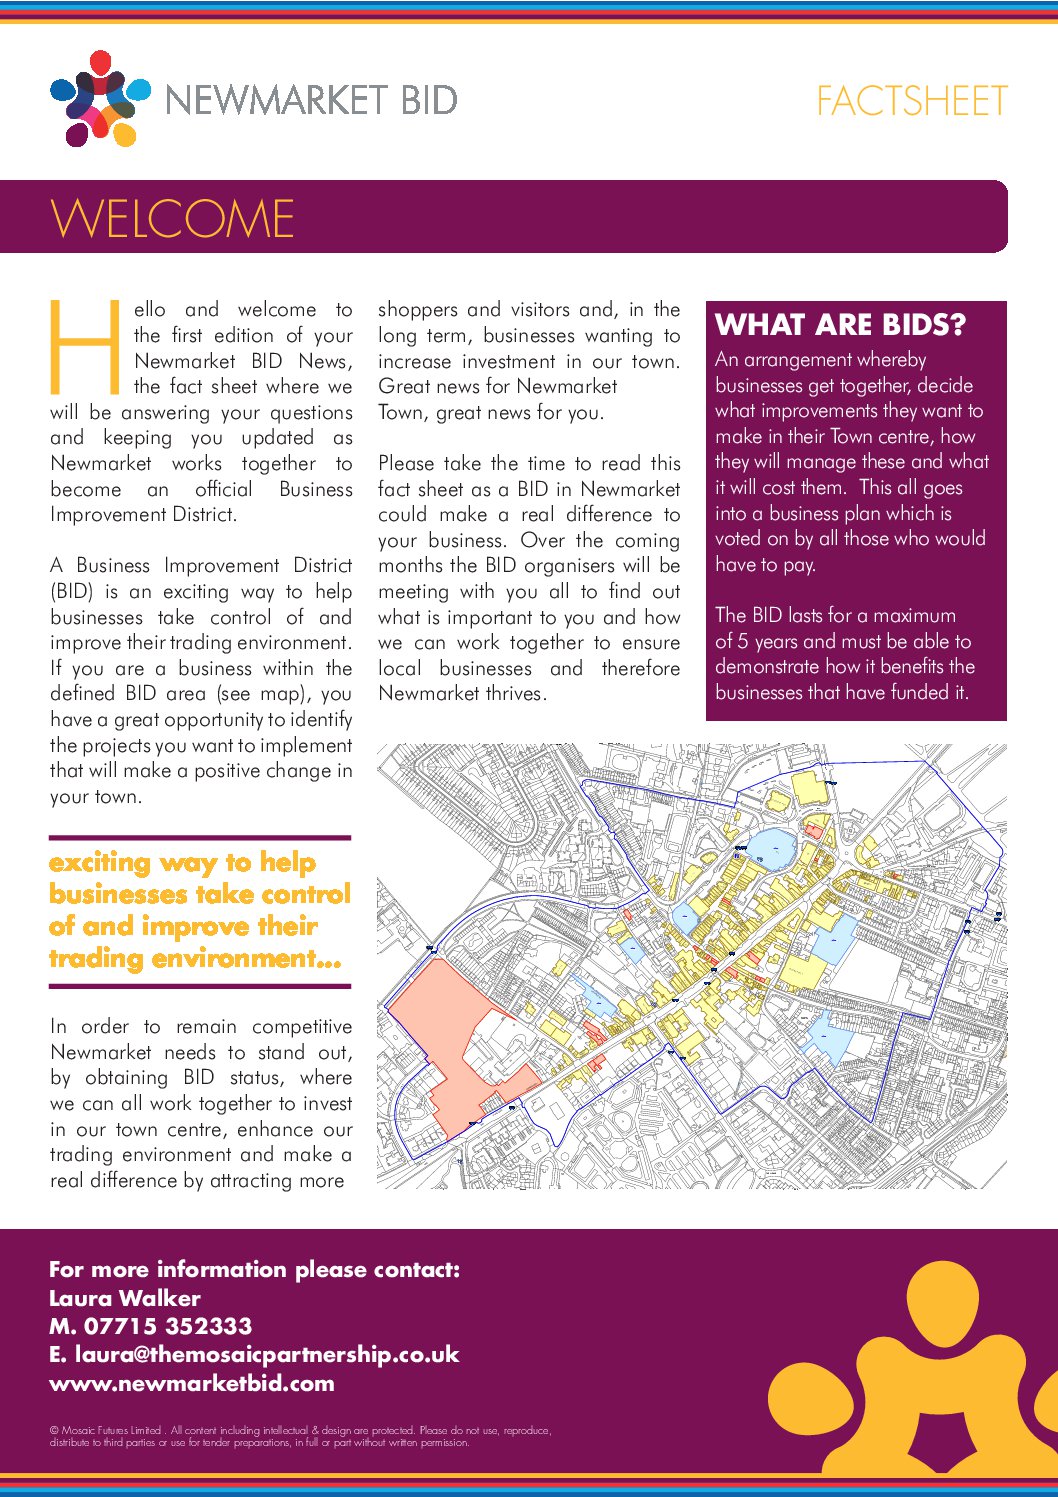 NEWMARKET BID
FACTSHEET
WELCOME
Hello and welcome to
the first edition of your
Newmarket BID News,
the fact sheet where we
will be answering your questions
and keeping you updated as
Newmarket works together to
become an official Business
Improvement District.
A Business Improvement District
(BID) is an exciting way to help
businesses take control of and
improve their trading environment.
If you are a business within the
defined BID area (see map), you
have a great opportunity to identify
the projects you want to implement
that will make a positive change in
your town.
exciting way to help
businesses take control
of and improve their
trading environment...
In order to remain competitive
Newmarket needs to stand out,
by obtaining BID status, where
we can all work together to invest
in our town centre, enhance our
trading environment and make a
real difference by attracting more
shoppers and visitors and, in the
long term, businesses wanting to
increase investment in our town.
Great news for Newmarket
Town, great news for you.
Please take the time to read this
fact sheet as a BID in Newmarket
could make a real difference to
your business. Over the coming
months the BID organisers will be
meeting with you all to find out
what is important to you and how
we can work together to ensure
local businesses and therefore
Newmarket thrives.
WHAT ARE BIDS?
An arrangement whereby
businesses get together, decide
what improvements they want to
make in their Town centre, how
they will manage these and what
it will cost them. This all goes
into a business plan which is
voted on by all those who would
have to pay.
The BID lasts for a maximum
of 5 years and must be able to
demonstrate how it benefits the
businesses that have funded it.
For more information please contact:
Laura Walker
M. 07715 352333
E. laura@themosaicpartnership.co.uk
www.newmarketbid.com
© Mosaic Futures Limited . All content including intellectual & design are protected. Please do not use, reproduce,
distribute to third parties or use for tender preparations, in full or part without written permission.